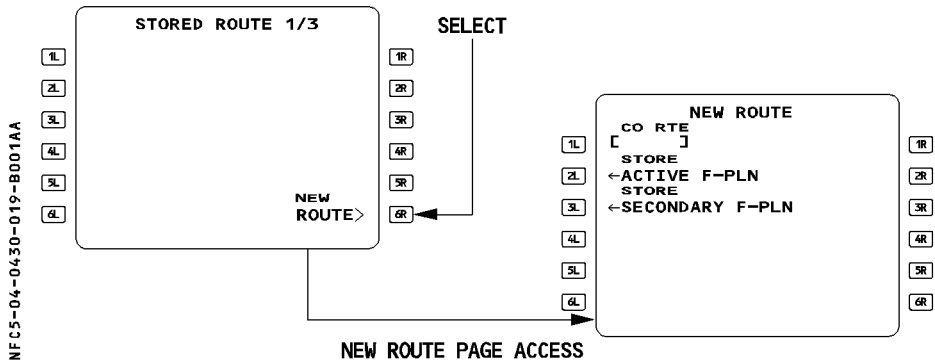 STORED ROUTE 1/3
SELECT
1L
1R
2L
2R
3L
3R
4L
4R
5L
5R
NEW
6L
ROUTE>
6R
NEW ROUTE
CO RTE
1L
[ ]
1R
STORE
2L
←ACTIVE F-PLN
2R
STORE
3L
←SECONDARY F-PLN
3R
4L
4R
5L
5R
6L
6R
NEW ROUTE PAGE ACCESS
NFC5-04-0430-019-B001AA